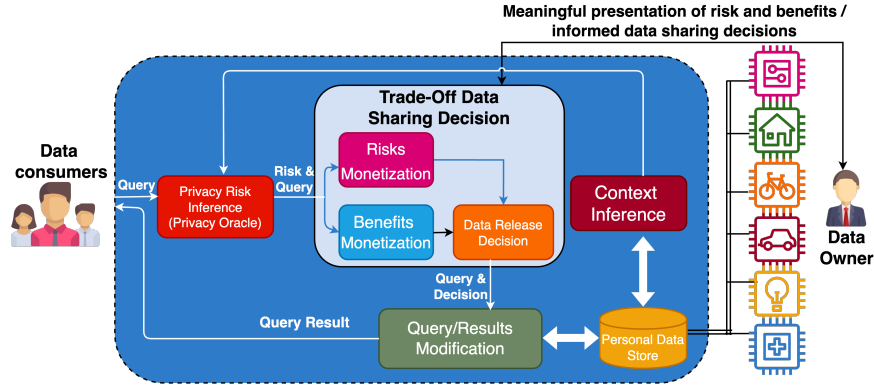 Meaningful presentation of risk and benefits /
informed data sharing decisions
Trade-Off Data
Sharing Decision
Data
consumers
Query
Privacy Risk
Inference
(Privacy Oracle)
Risk &
Query
Risks
Monetization
Benefits
Monetization
Data Release
Decision
Context
Inference
Data
Owner
Query &
Decision
Query Result
Query/Results
Modification
Personal Data
Store